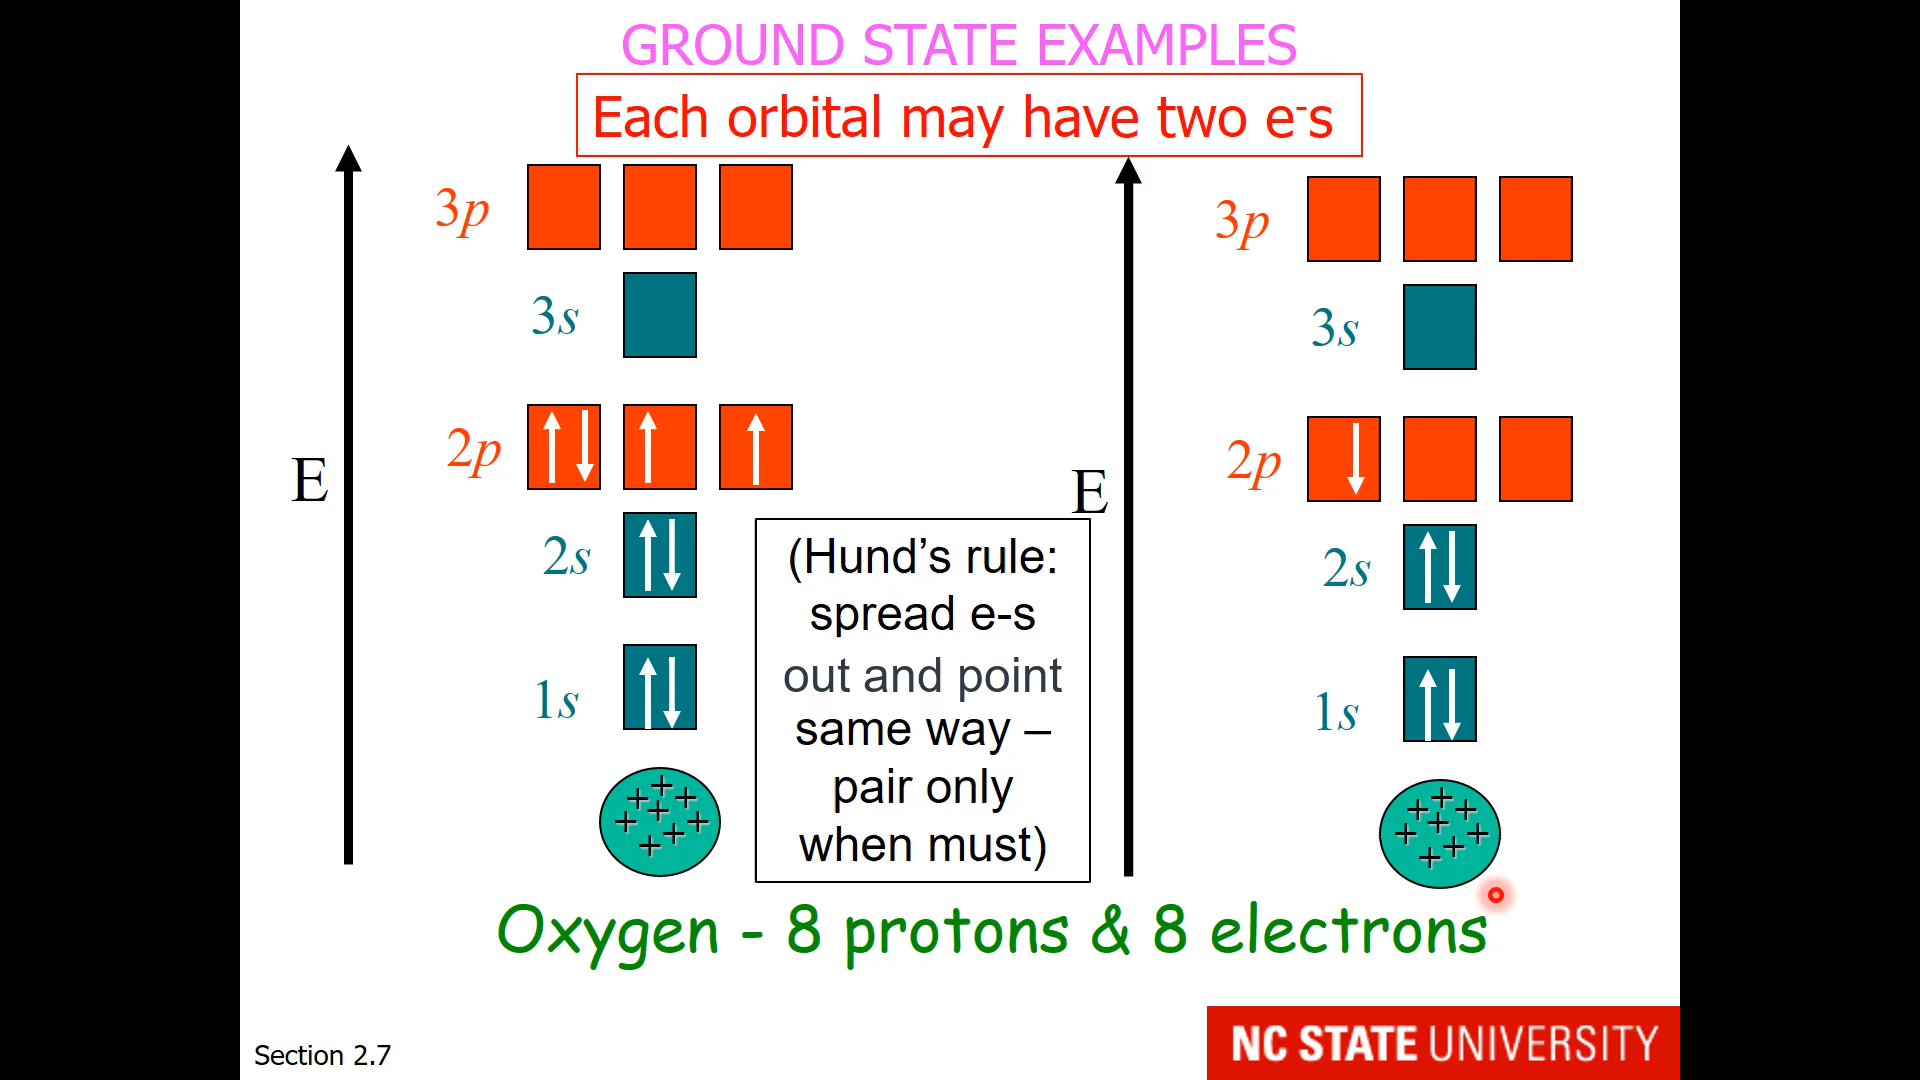 GROUND STATE EXAMPLES
Each orbital may have two e-s
3p
3s
2p
2s
1s
E
3p
3s
2p
2s
1s
E
(Hund’s rule:
spread e-s
out and point
same way –
pair only
when must)
+ + + + + + + +
+ + + + + + + +
Oxygen - 8 protons & 8 electrons
Section 2.7
NC STATE UNIVERSITY